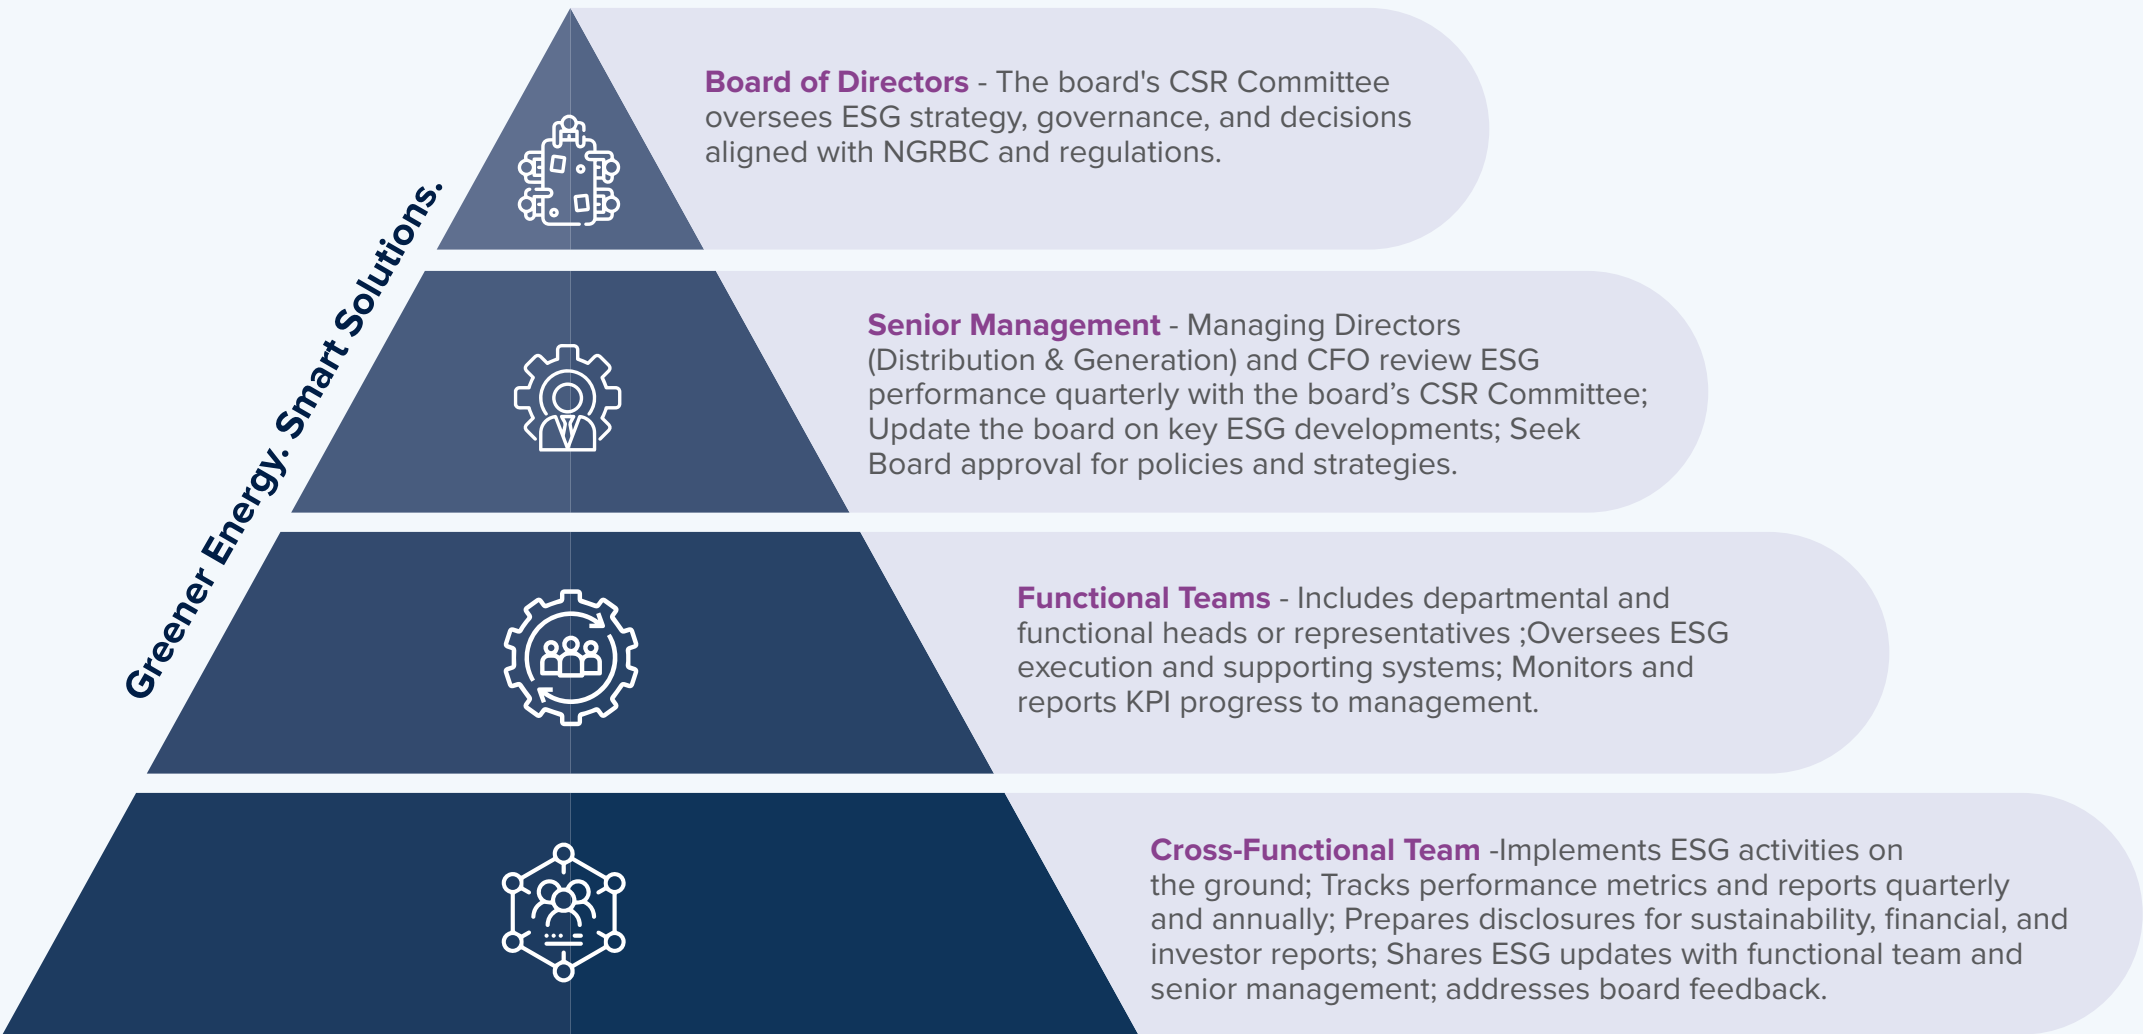 Greener Energy. Smart Solutions.
Board of Directors - The board's CSR Committee
oversees ESG strategy, governance, and decisions
aligned with NGRBC and regulations.
Senior Management - Managing Directors
(Distribution & Generation) and CFO review ESG
performance quarterly with the board’s CSR Committee;
Update the board on key ESG developments; Seek
Board approval for policies and strategies.
Functional Teams - Includes departmental and
functional heads or representatives ;Oversees ESG
execution and supporting systems; Monitors and
reports KPI progress to management.
Cross-Functional Team -Implements ESG activities on
the ground; Tracks performance metrics and reports quarterly
and annually; Prepares disclosures for sustainability, financial, and
investor reports; Shares ESG updates with functional team and
senior management; addresses board feedback.